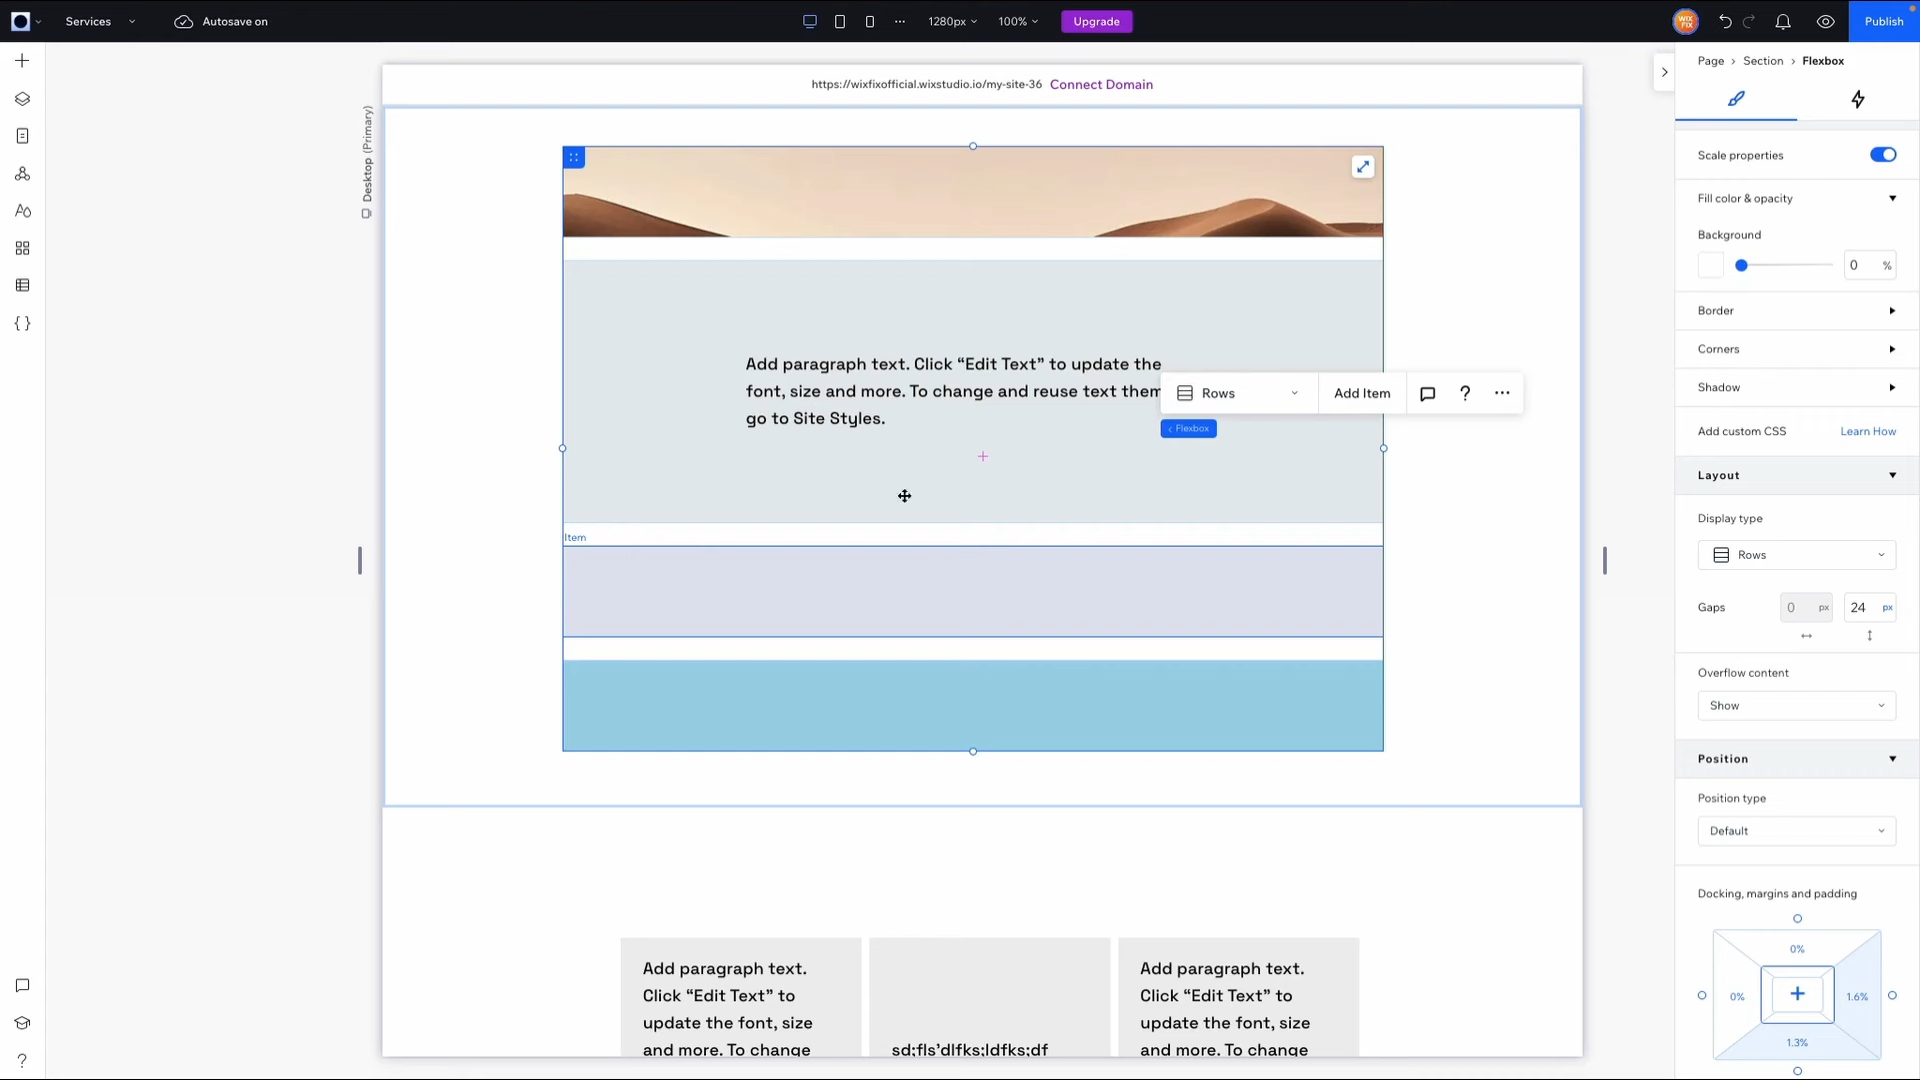 Services
Autosave on
1280px
100%
Upgrade
WIX
FIX
Publish
https://wixfixofficial.wixstudio.io/my-site-36 Connect Domain
Desktop (Primary)
Page > Section > Flexbox
Scale properties
Fill color & opacity
Background
0 %
Border
Corners
Shadow
Add custom CSS
Learn How
Layout
Display type
Rows
Gaps
0 px
24 px
Overflow content
Show
Position
Position type
Default
Docking, margins and padding
0%
0%
1.6%
1.3%
Add paragraph text. Click “Edit Text” to update the
font, size and more. To change and reuse text them
go to Site Styles.
Rows
Add Item
?
< Flexbox
Item
Add paragraph text.
Click “Edit Text” to
update the font, size
and more. To change
sd;fls'dlfks;ldfks;df
Add paragraph text.
Click “Edit Text” to
update the font, size
and more. To change